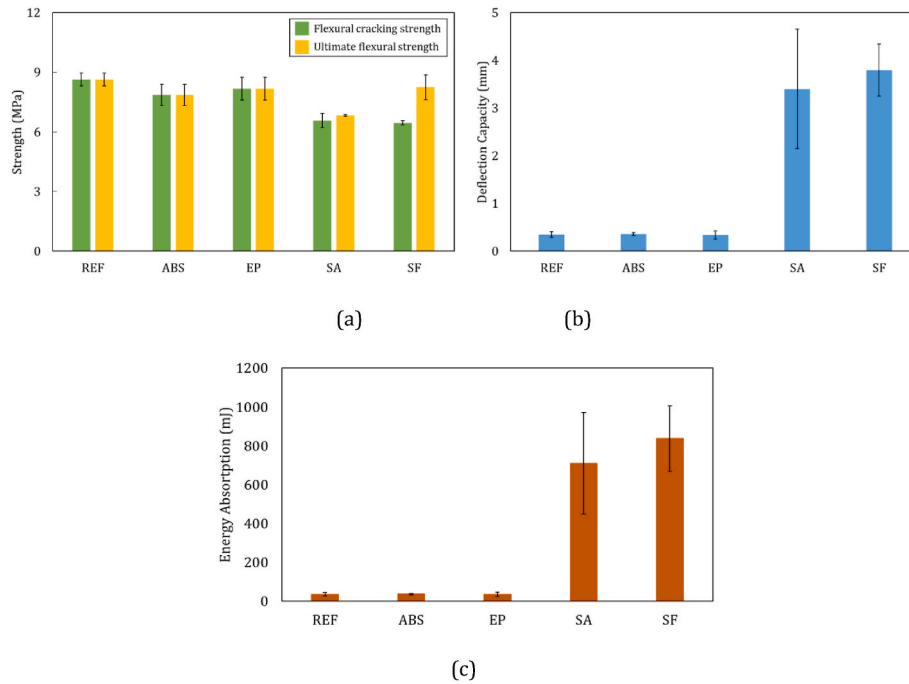 12
9
6
3
0
Strength (MPa)
Flexural cracking strength
Ultimate flexural strength
REF ABS EP SA SF
(a)
5
4
3
2
1
0
Deflection Capacity (mm)
REF ABS EP SA SF
(b)
1200
1000
800
600
400
200
0
Energy Absortption (mJ)
REF ABS EP SA SF
(c)